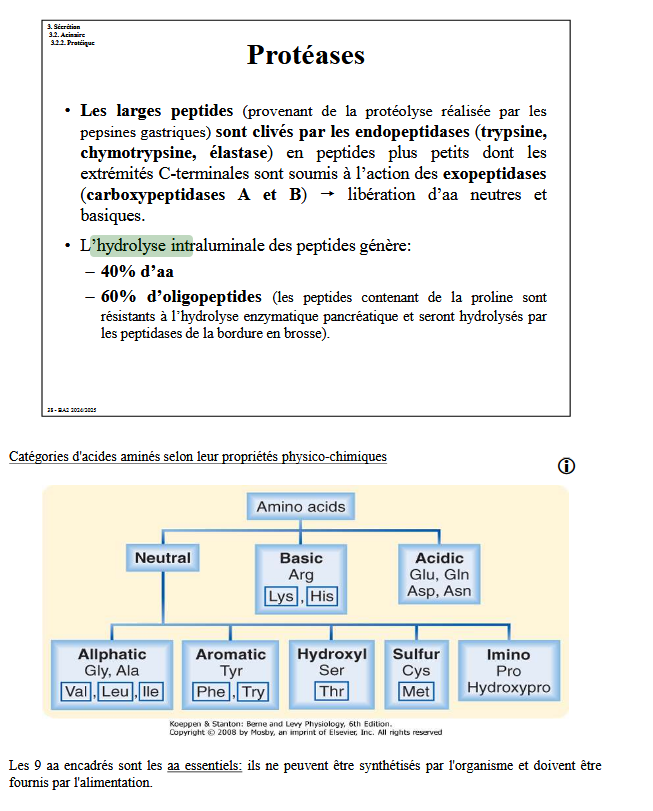 3. Sécrétion
3.2. Acinaire
3.2.2. Protéique
Protéases
• Les larges peptides (provenant de la protéolyse réalisée par les
pepsines gastriques) sont clivés par les endopeptidases (trypsine,
chymotrypsine, élastase) en peptides plus petits dont les
extrémités C-terminales sont soumis à l'action des exopeptidases
(carboxypeptidases A et B) → libération d'aa neutres et
basiques.
• L'hydrolyse intraluminale des peptides génère:
– 40% d'aa
– 60% d'oligopeptides (les peptides contenant de la proline sont
résistants à l'hydrolyse enzymatique pancréatique et seront hydrolysés par
les peptidases de la bordure en brosse).
38 - BA2 2024/2025
Catégories d'acides aminés selon leur propriétés physico-chimiques
Amino acids
Neutral
Basic
Arg
Lys, His
Acidic
Glu, Gln
Asp, Asn
Aliphatic
Gly, Ala
Val, Leu, Ile
Aromatic
Tyr
Phe, Try
Hydroxyl
Ser
Thr
Sulfur
Cys
Met
Imino
Pro
Hydroxypro
Koeppen & Stanton: Berne and Levy Physiology, 6th Edition.
Copyright © 2008 by Mosby, an imprint of Elsevier, Inc. All rights reserved
Les 9 aa encadrés sont les aa essentiels: ils ne peuvent être synthétisés par l'organisme et doivent être
fournis par l'alimentation.